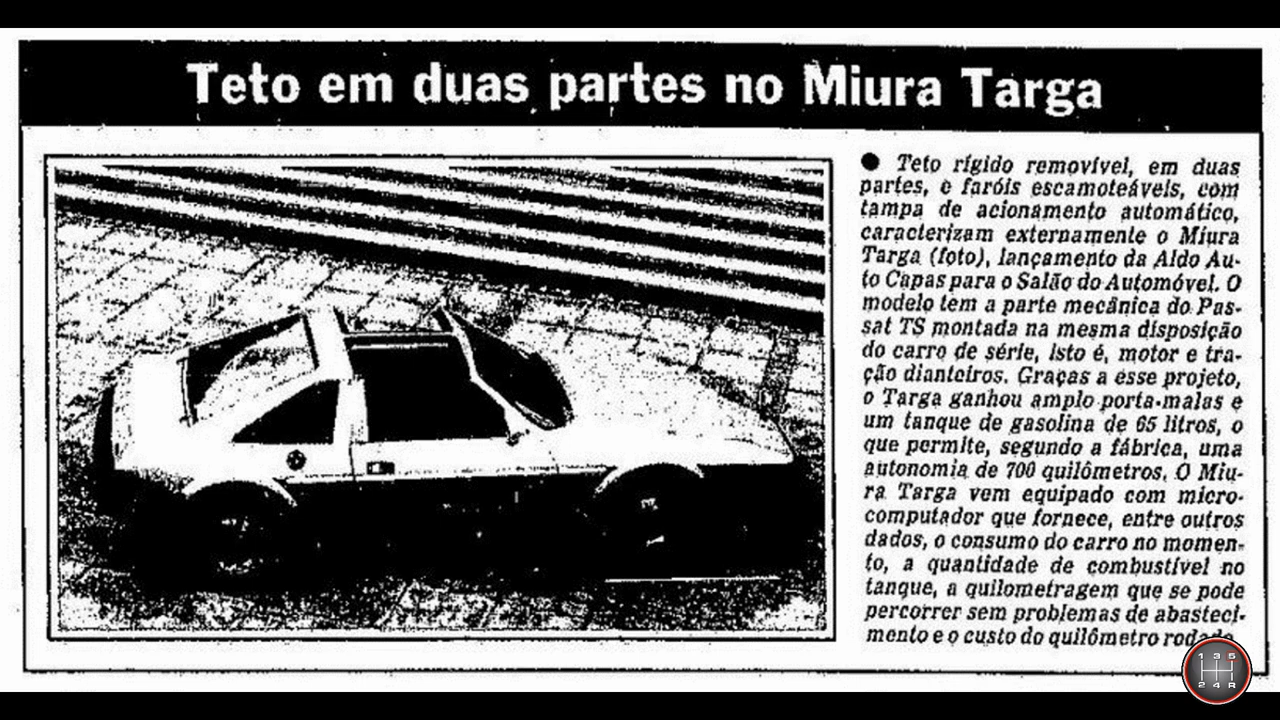 Teto em duas partes no Miura Targa
● Teto rígido removível, em duas
partes, e faróis escamoteáveis, com
tampa de acionamento automático,
caracterizam externamente o Miura
Targa (foto), lançamento da Aldo Au-
to Capas para o Salão do Automóvel. O
modelo tem a parte mecânica do Pas-
sat TS montada na mesma disposição
do carro de série, isto é, motor e tra-
ção dianteiros. Graças a esse projeto,
o Targa ganhou amplo porta-malas e
um tanque de gasolina de 65 litros, o
que permite, segundo a fábrica, uma
autonomia de 700 quilômetros. O Miu-
ra Targa vem equipado com micro-
computador que fornece, entre outros
dados, o consumo do carro no momen-
to, a quantidade de combustível no
tanque, a quilometragem que se pode
percorrer sem problemas de abasteci-
mento e o custo do quilômetro rodado.
1 3 5
2 4 R